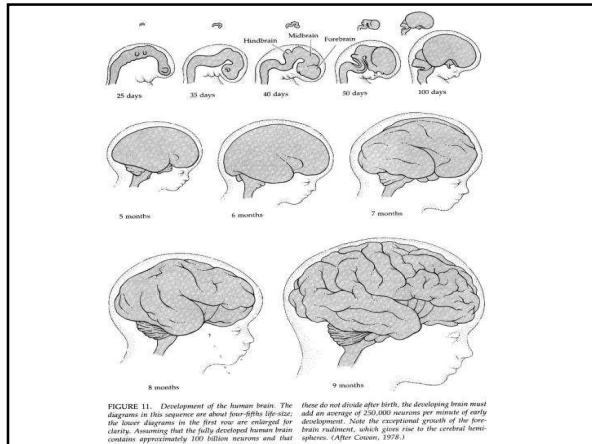 Hindbrain Midbrain Forebrain
25 days 35 days 40 days 50 days 100 days
5 months 6 months 7 months
8 months 9 months
FIGURE 11. Development of the human brain. The
diagrams in this sequence are about four-fifths life-size;
the lower diagrams in the first row are enlarged for
clarity. Assuming that the fully developed human brain
contains approximately 100 billion neurons and that
these do not divide after birth, the developing brain must
add an average of 250,000 neurons per minute of early
development. Note the exceptional growth of the fore-
brain rudiment, which gives rise to the cerebral hemi-
spheres. (After Cowan, 1978.)